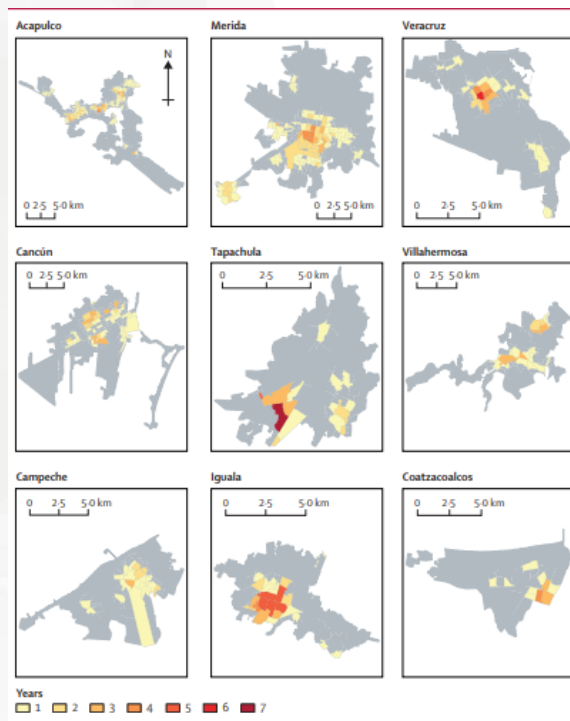 Acapulco
N
0 2·5 5·0 km
Merida
0 2·5 5·0 km
Veracruz
0 2·5 5·0 km
Cancún
0 2·5 5·0 km
Tapachula
0 2·5 5·0 km
Villahermosa
0 2·5 5·0 km
Campeche
0 2·5 5·0 km
Iguala
0 2·5 5·0 km
Coatzacoalcos
0 2·5 5·0 km
Years
1 2 3 4 5 6 7